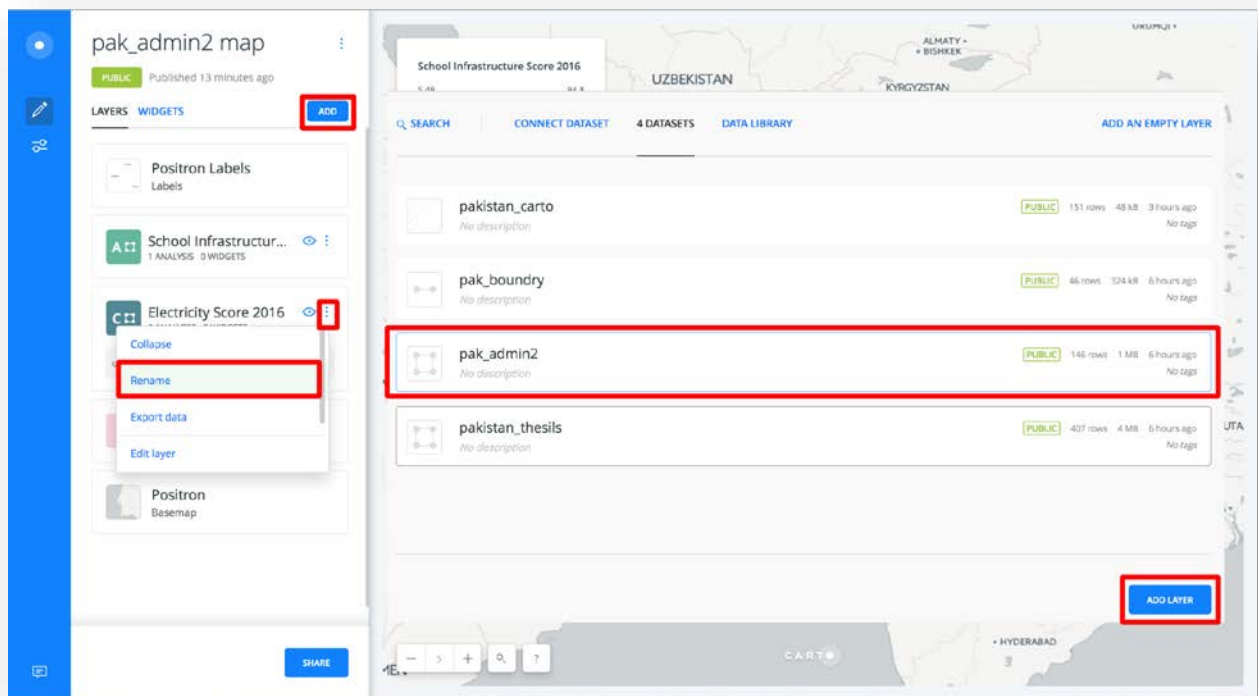 pak_admin2 map
PUBLIC Published 13 minutes ago
LAYERS WIDGETS ADD
Positron Labels
Labels
A
School Infrastructur...
1 ANALYSIS 0 WIDGETS
C
Electricity Score 2016
Collapse
Rename
Export data
Edit layer
Positron
Basemap
SHARE
School Infrastructure Score 2016
UZBEKISTAN
ALMATY
BISHKEK
KYRGYZSTAN
URUMQI
SEARCH CONNECT DATASET 4 DATASETS DATA LIBRARY ADD AN EMPTY LAYER
pakistan_carto PUBLIC 151 rows 48 kB 3 hours ago
No description No tags
pak_boundry PUBLIC 46 rows 324 kB 6 hours ago
No description No tags
pak_admin2 PUBLIC 146 rows 1 MB 6 hours ago
No description No tags
pakistan_thesils PUBLIC 407 rows 4 MB 6 hours ago
No description No tags
UTA
ADD LAYER
HYDERABAD
CARTO
5
?